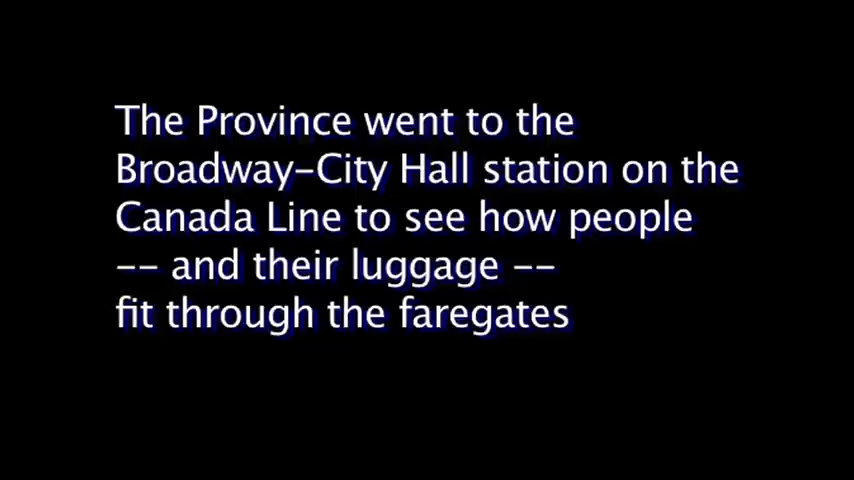 The Province went to the
Broadway-City Hall station on the
Canada Line to see how people
-- and their luggage --
fit through the faregates